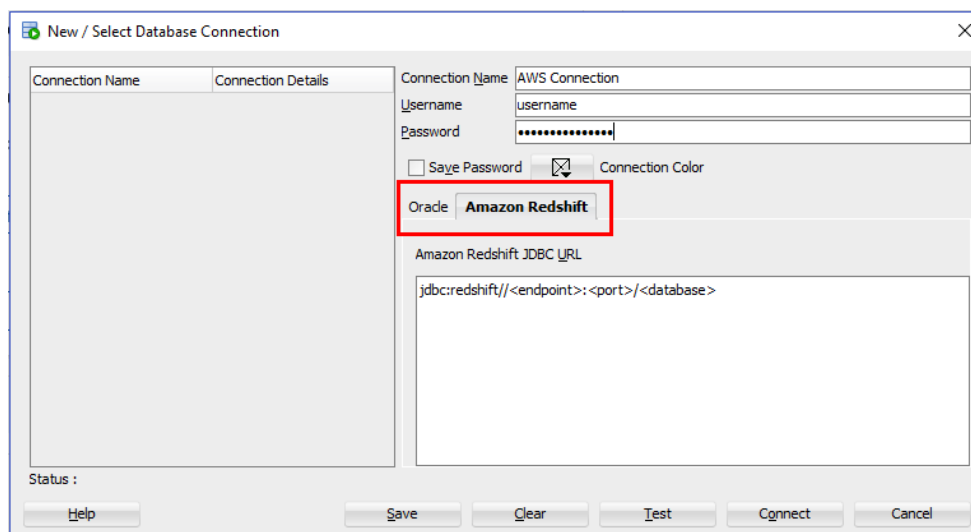 New / Select Database Connection
Connection Name Connection Details
Connection Name AWS Connection
Username username
Password •••••••••••••••
Save Password Connection Color
Oracle Amazon Redshift
Amazon Redshift JDBC URL
jdbc:redshift//<endpoint>:<port>/<database>
Status :
Help Save Clear Test Connect Cancel